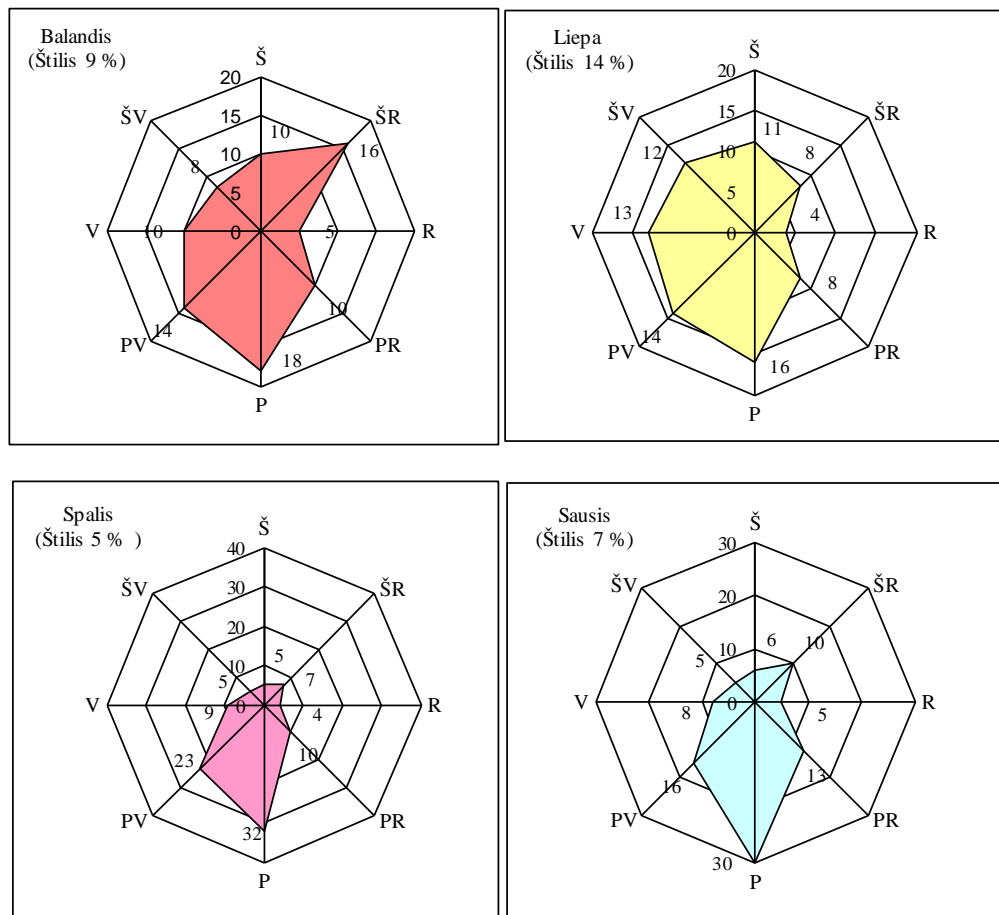 Balandis
(Štilis 9 %)
Š
20
ŠV
15
ŠR
10
10
16
8
5
V
10
0
5
R
14
10
PV
18
PR
P
Liepa
(Štilis 14 %)
Š
20
15
ŠV
ŠR
12
10
11
8
13
5
4
V
0
R
8
14
16
PV
PR
P
Spalis
(Štilis 5 % )
Š
40
ŠV
30
ŠR
20
10
5
5
7
V
9
0
4
R
23
10
PV
32
PR
P
Sausis
(Štilis 7 %)
Š
30
ŠV
20
ŠR
5
10
6
10
V
8
0
5
R
16
13
PV
PR
30
P